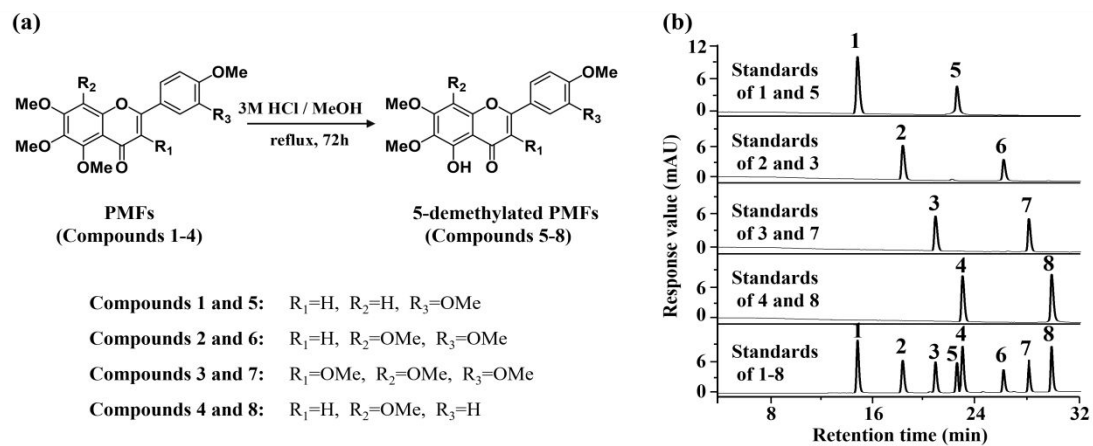 (a)
R₂
OMe
MeO
O
R₃
MeO
R₁
OMe O
3M HCl / MeOH
reflux, 72h
R₂
OMe
MeO
O
R₃
MeO
R₁
OH O
PMFs
(Compounds 1-4)
5-demethylated PMFs
(Compounds 5-8)
Compounds 1 and 5: R₁=H, R₂=H, R₃=OMe
Compounds 2 and 6: R₁=H, R₂=OMe, R₃=OMe
Compounds 3 and 7: R₁=OMe, R₂=OMe, R₃=OMe
Compounds 4 and 8: R₁=H, R₂=OMe, R₃=H
(b)
Response value (mAU)
12
6
0
Standards
of 1 and 5
1
5
6
0
Standards
of 2 and 3
2
6
6
0
Standards
of 3 and 7
3
7
6
0
Standards
of 4 and 8
4
8
6
0
Standards
of 1-8
1
2
3
5
4
6
7
8
8
16
24
32
Retention time (min)